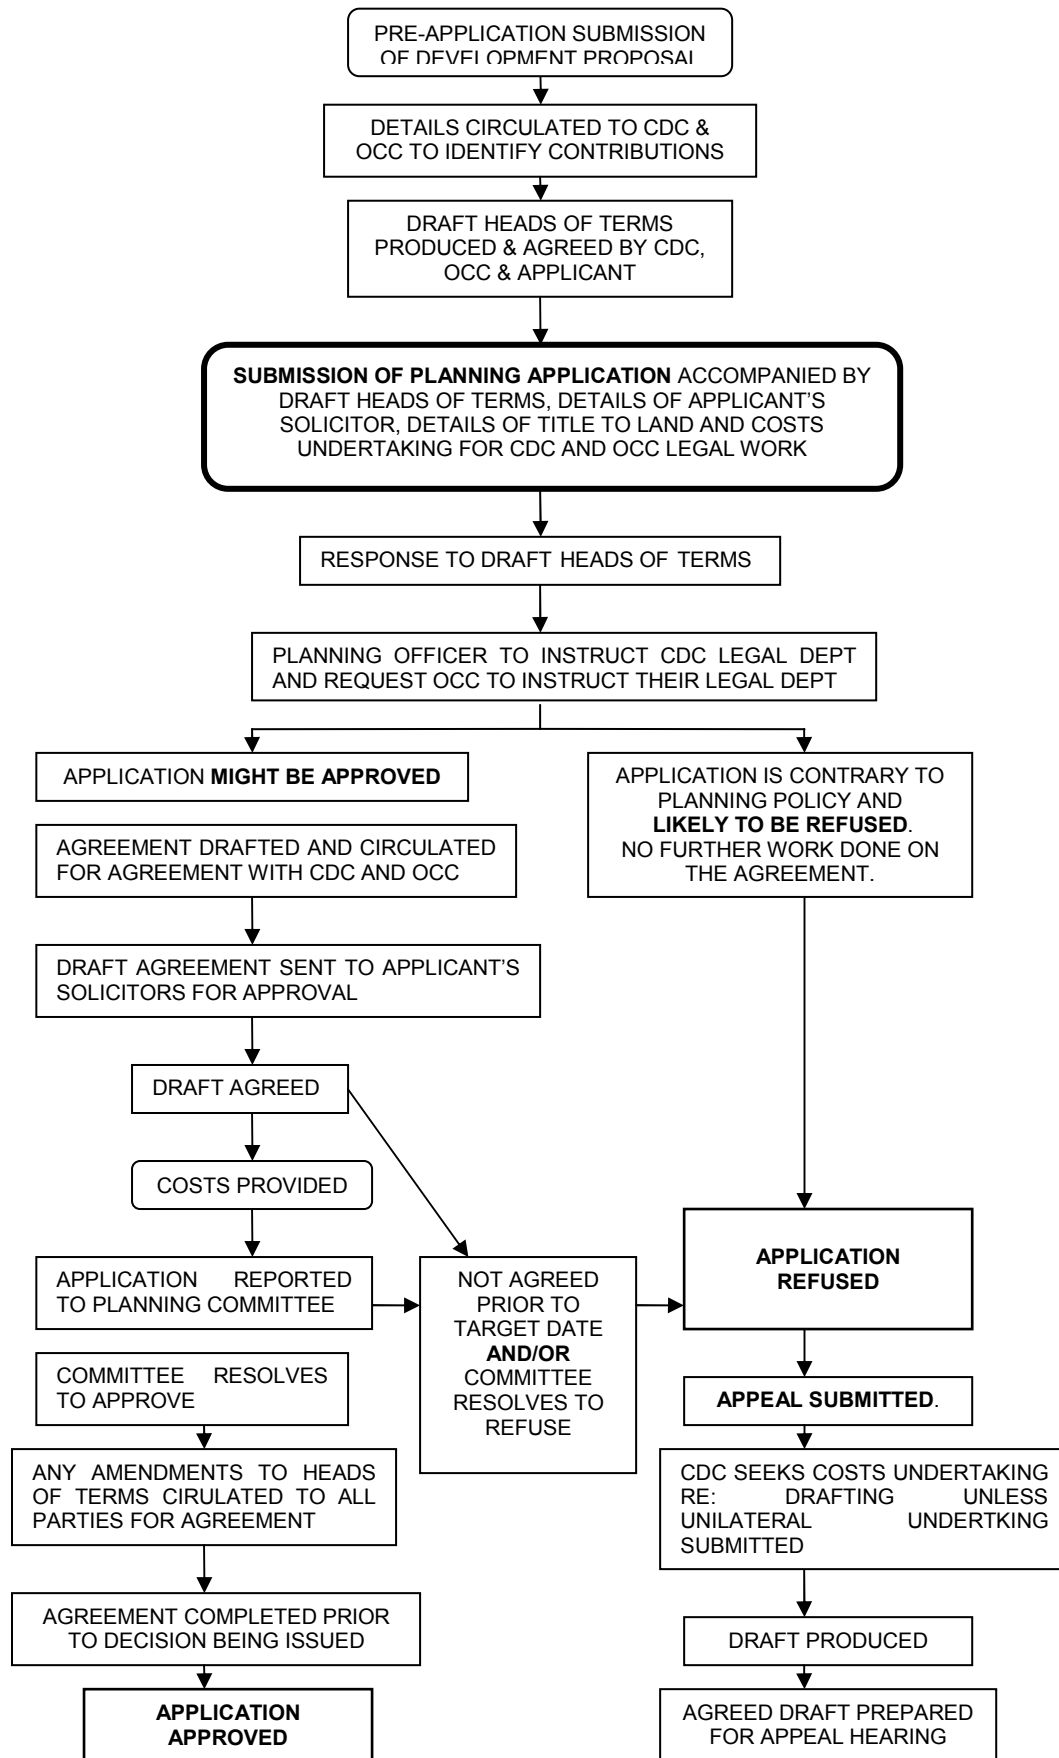 PRE-APPLICATION SUBMISSION
OF DEVELOPMENT PROPOSAL
DETAILS CIRCULATED TO CDC &
OCC TO IDENTIFY CONTRIBUTIONS
DRAFT HEADS OF TERMS
PRODUCED & AGREED BY CDC,
OCC & APPLICANT
SUBMISSION OF PLANNING APPLICATION ACCOMPANIED BY
DRAFT HEADS OF TERMS, DETAILS OF APPLICANT'S
SOLICITOR, DETAILS OF TITLE TO LAND AND COSTS
UNDERTAKING FOR CDC AND OCC LEGAL WORK
RESPONSE TO DRAFT HEADS OF TERMS
PLANNING OFFICER TO INSTRUCT CDC LEGAL DEPT
AND REQUEST OCC TO INSTRUCT THEIR LEGAL DEPT
APPLICATION MIGHT BE APPROVED
AGREEMENT DRAFTED AND CIRCULATED
FOR AGREEMENT WITH CDC AND OCC
DRAFT AGREEMENT SENT TO APPLICANT'S
SOLICITORS FOR APPROVAL
DRAFT AGREED
COSTS PROVIDED
APPLICATION REPORTED
TO PLANNING COMMITTEE
COMMITTEE RESOLVES
TO APPROVE
ANY AMENDMENTS TO HEADS
OF TERMS CIRULATED TO ALL
PARTIES FOR AGREEMENT
AGREEMENT COMPLETED PRIOR
TO DECISION BEING ISSUED
APPLICATION
APPROVED
NOT AGREED
PRIOR TO
TARGET DATE
AND/OR
COMMITTEE
RESOLVES TO
REFUSE
APPLICATION IS CONTRARY TO
PLANNING POLICY AND
LIKELY TO BE REFUSED.
NO FURTHER WORK DONE ON
THE AGREEMENT.
APPLICATION
REFUSED
APPEAL SUBMITTED.
CDC SEEKS COSTS UNDERTAKING
RE: DRAFTING UNLESS
UNILATERAL UNDERTKING
SUBMITTED
DRAFT PRODUCED
AGREED DRAFT PREPARED
FOR APPEAL HEARING